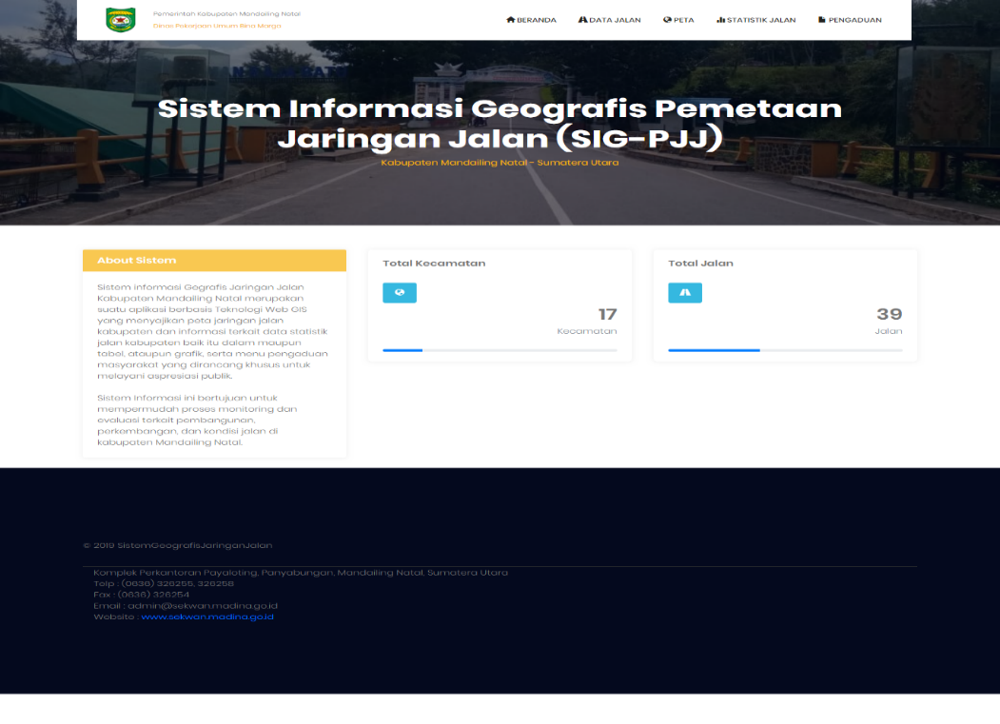 Pemerintah Kabupaten Mandailing Natal
Dinas Pekerjaan Umum Bina Marga
BERANDA
DATA JALAN
PETA
STATISTIK JALAN
PENGADUAN
Sistem Informasi Geografis Pemetaan
Jaringan Jalan (SIG-PJJ)
Kabupaten Mandailing Natal - Sumatera Utara
About Sistem
Sistem Informasi Gografis Jaringan Jalan
Kabupaten Mandailing Natal merupakan
suatu aplikasi berbasis Teknologi Web GIS
yang menyajikan peta jaringan jalan
kabupaten dan informasi terkait data statistik
jalan kabupaten baik itu dalam maupun
tabel, ataupun grafik, serta menu pengaduan
masyarakat yang dirancang khusus untuk
melayani aspresiasi publik.
Sistem Informasi ini bertujuan untuk
mempermudah proses monitoring dan
evaluasi terkait pembangunan,
perkembangan, dan kondisi jalan di
kabupaten Mandailing Natal.
Total Kecamatan
17
Kecamatan
Total Jalan
39
Jalan
© 2019 SistemGeografisJaringanJalan
Komplek Perkantoran Payaloting, Panyabungan, Mandailing Natal, Sumatera Utara
Telp : (0636) 326255, 326258
Fax : (0636) 326254
Email : admin@sekwan.madina.go.id
Website : www.sekwan.madina.go.id